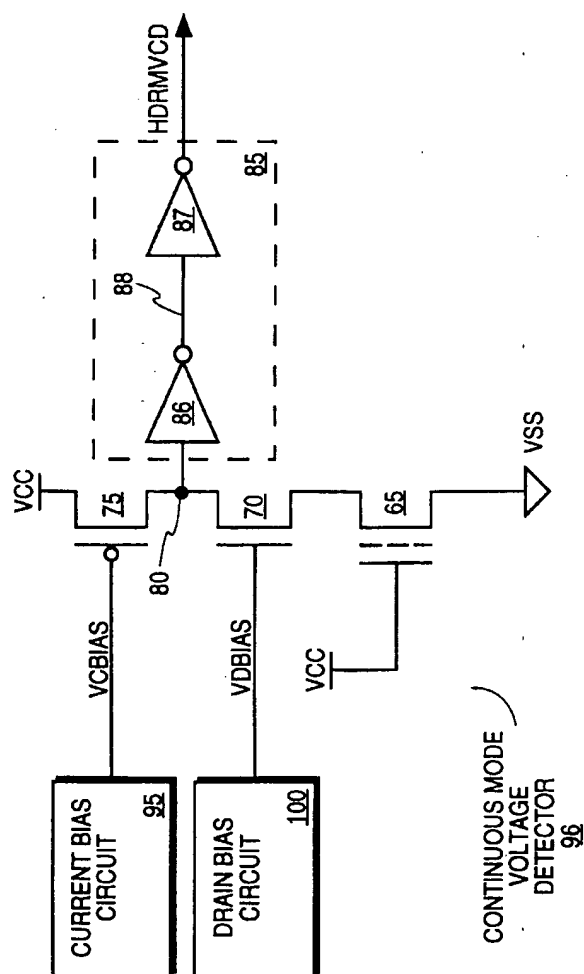 CURRENT BIAS
CIRCUIT
95
DRAIN BIAS
CIRCUIT
100
VCBIAS
VDBIAS
VCC
VCC
75
80
70
65
VSS
86
88
87
85
HDRMVCD
CONTINUOUS MODE
VOLTAGE
DETECTOR
96